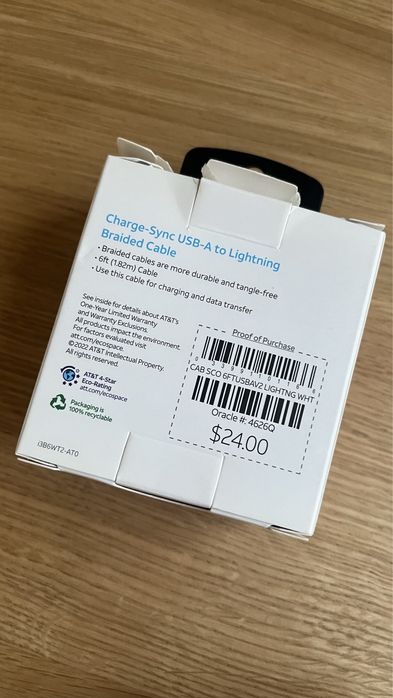 Charge-Sync USB-A to Lightning
Braided Cable
• Braided cables are more durable and tangle-free
• 6ft (1.82m) Cable
• Use this cable for charging and data transfer
See inside for details about AT&T's
One-Year Limited Warranty
and Warranty Exclusions.
All products impact the environment.
For factors evaluated visit
att.com/ecospace.
©2022 AT&T Intellectual Property.
All rights reserved.
AT&T 4-Star
Eco-Rating
att.com/ecospace
Packaging is
100% recyclable
i3B6WT2-AT0
Proof of Purchase
CAB SCO 6FTUSBAV2 LIGHTNG WHT
Oracle #: 4626Q
$24.00